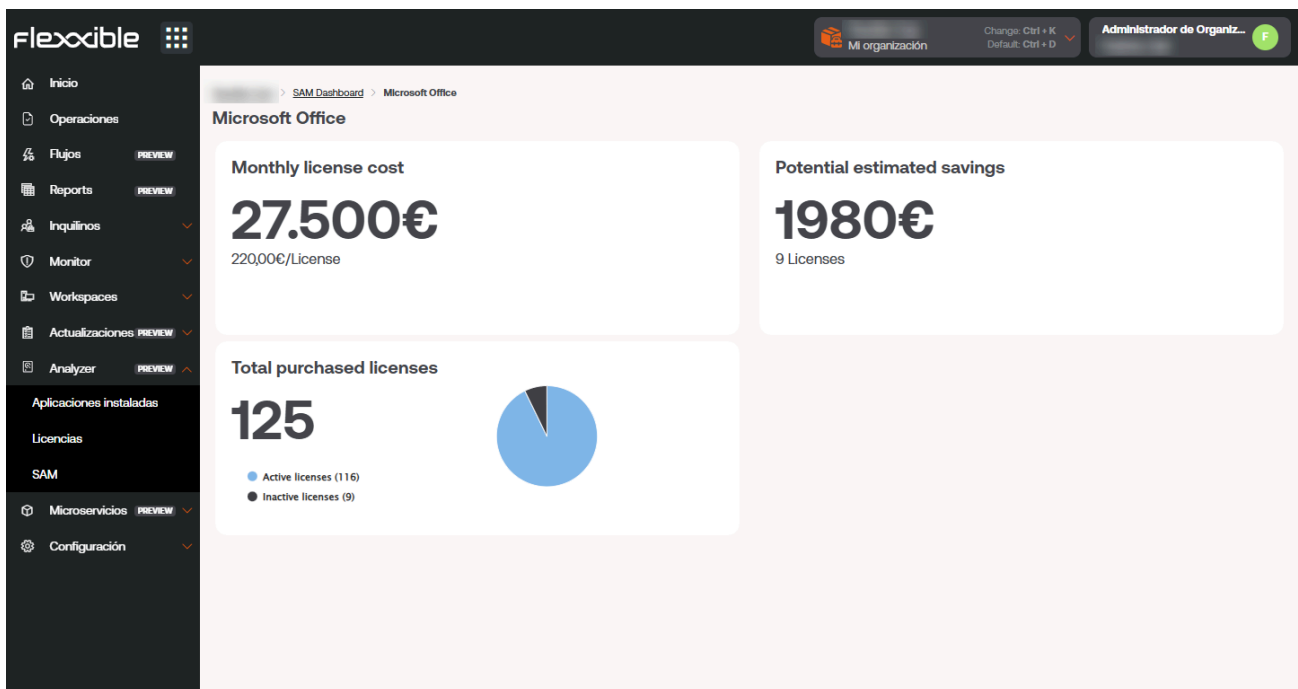 Flexxible
Mi organización
Change: Ctrl + K
Default: Ctrl + D
Administrador de Organiz...
F
Inicio
Operaciones
Flujos PREVIEW
Reports PREVIEW
Inquilinos
Monitor
Workspaces
Actualizaciones PREVIEW
Analyzer PREVIEW
Aplicaciones instaladas
Licencias
SAM
Microservicios PREVIEW
Configuración
> SAM Dashboard > Microsoft Office
Microsoft Office
Monthly license cost
27.500€
220,00€/License
Potential estimated savings
1980€
9 Licenses
Total purchased licenses
125
Active licenses (116)
Inactive licenses (9)